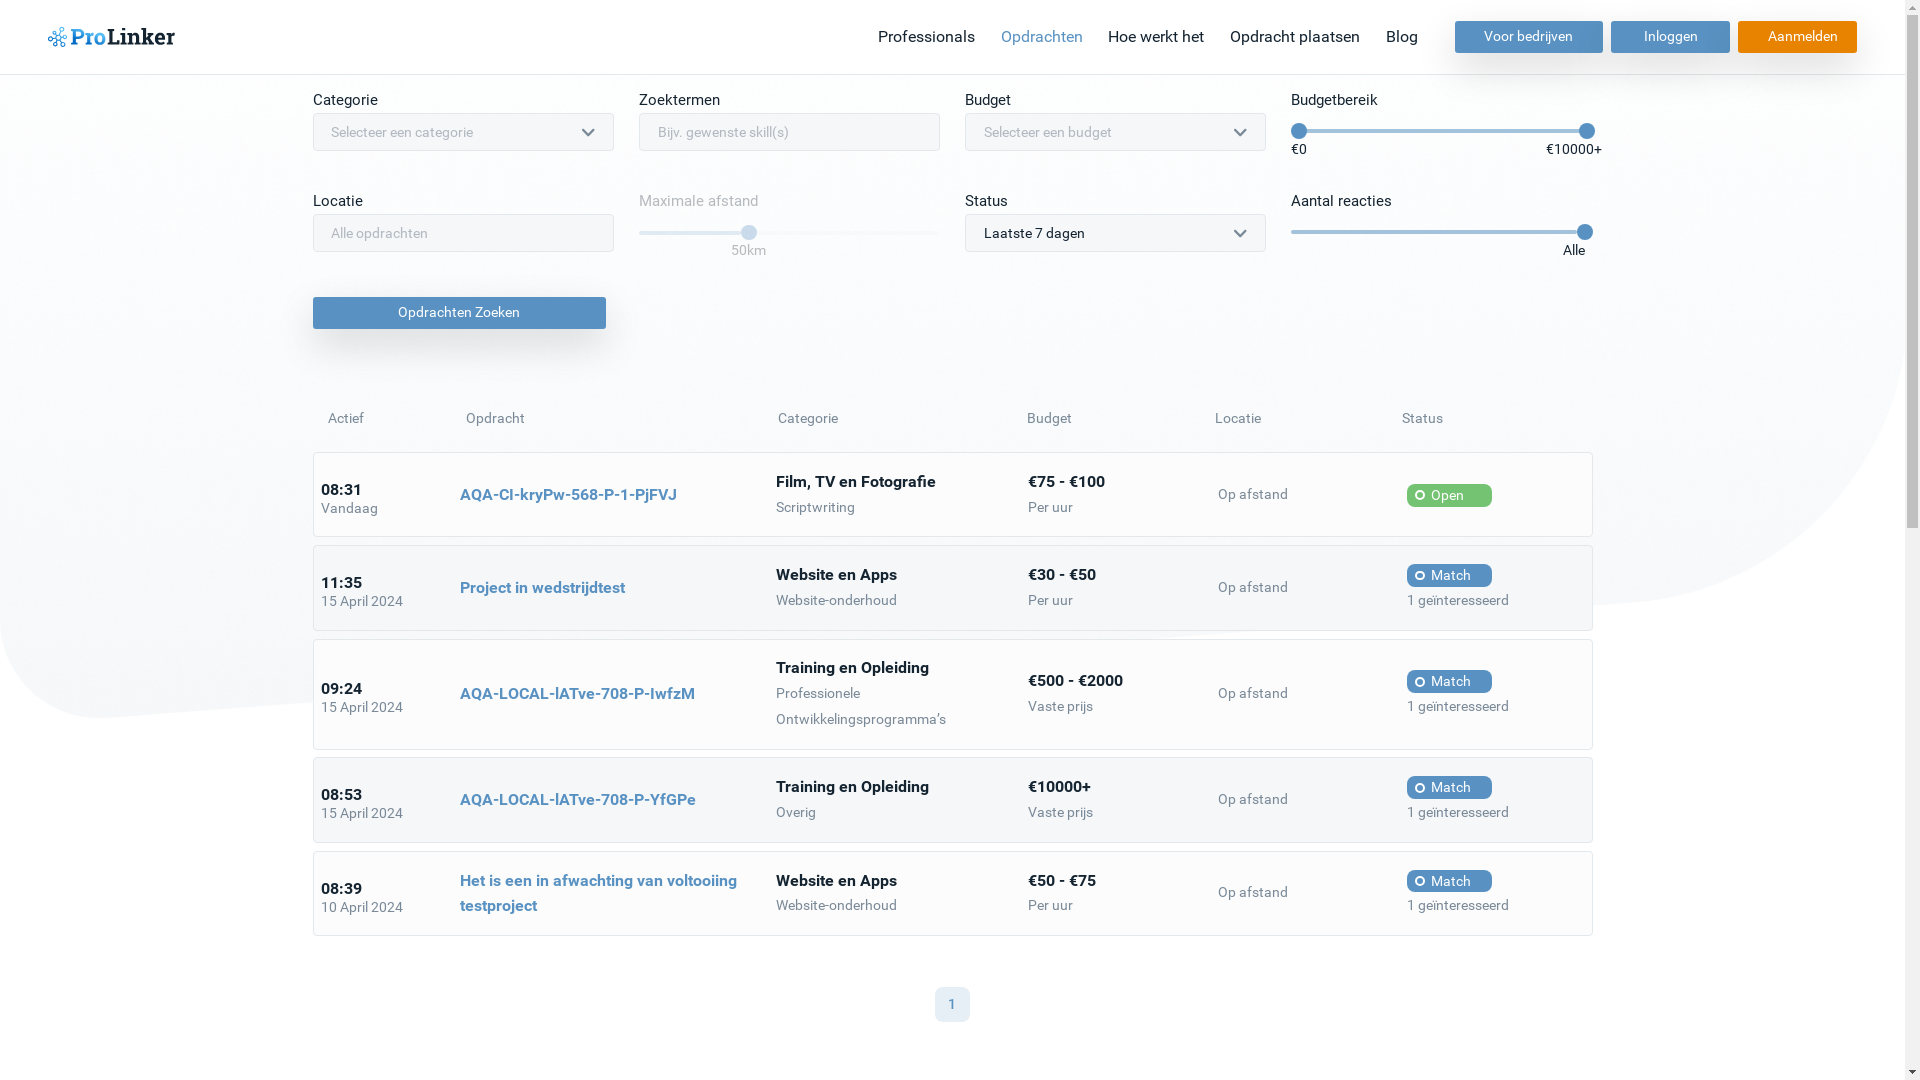 ProLinker
Professionals Opdrachten Hoe werkt het Opdracht plaatsen Blog Voor bedrijven Inloggen Aanmelden
Categorie Zoektermen Budget Budgetbereik
Selecteer een categorie Bijv. gewenste skill(s) Selecteer een budget
€0 €10000+
Locatie Maximale afstand Status Aantal reacties
Alle opdrachten Laatste 7 dagen
50km Alle
Opdrachten Zoeken
Actief Opdracht Categorie Budget Locatie Status
08:31
Vandaag
AQA-CI-kryPw-568-P-1-PjFVJ
Film, TV en Fotografie
Scriptwriting
€75 - €100
Per uur
Op afstand
Open
11:35
15 April 2024
Project in wedstrijdtest
Website en Apps
Website-onderhoud
€30 - €50
Per uur
Op afstand
Match
1 geïnteresseerd
09:24
15 April 2024
AQA-LOCAL-lATve-708-P-IwfzM
Training en Opleiding
Professionele
Ontwikkelingsprogramma's
€500 - €2000
Vaste prijs
Op afstand
Match
1 geïnteresseerd
08:53
15 April 2024
AQA-LOCAL-lATve-708-P-YfGPe
Training en Opleiding
Overig
€10000+
Vaste prijs
Op afstand
Match
1 geïnteresseerd
08:39
10 April 2024
Het is een in afwachting van voltooiing
testproject
Website en Apps
Website-onderhoud
€50 - €75
Per uur
Op afstand
Match
1 geïnteresseerd
1